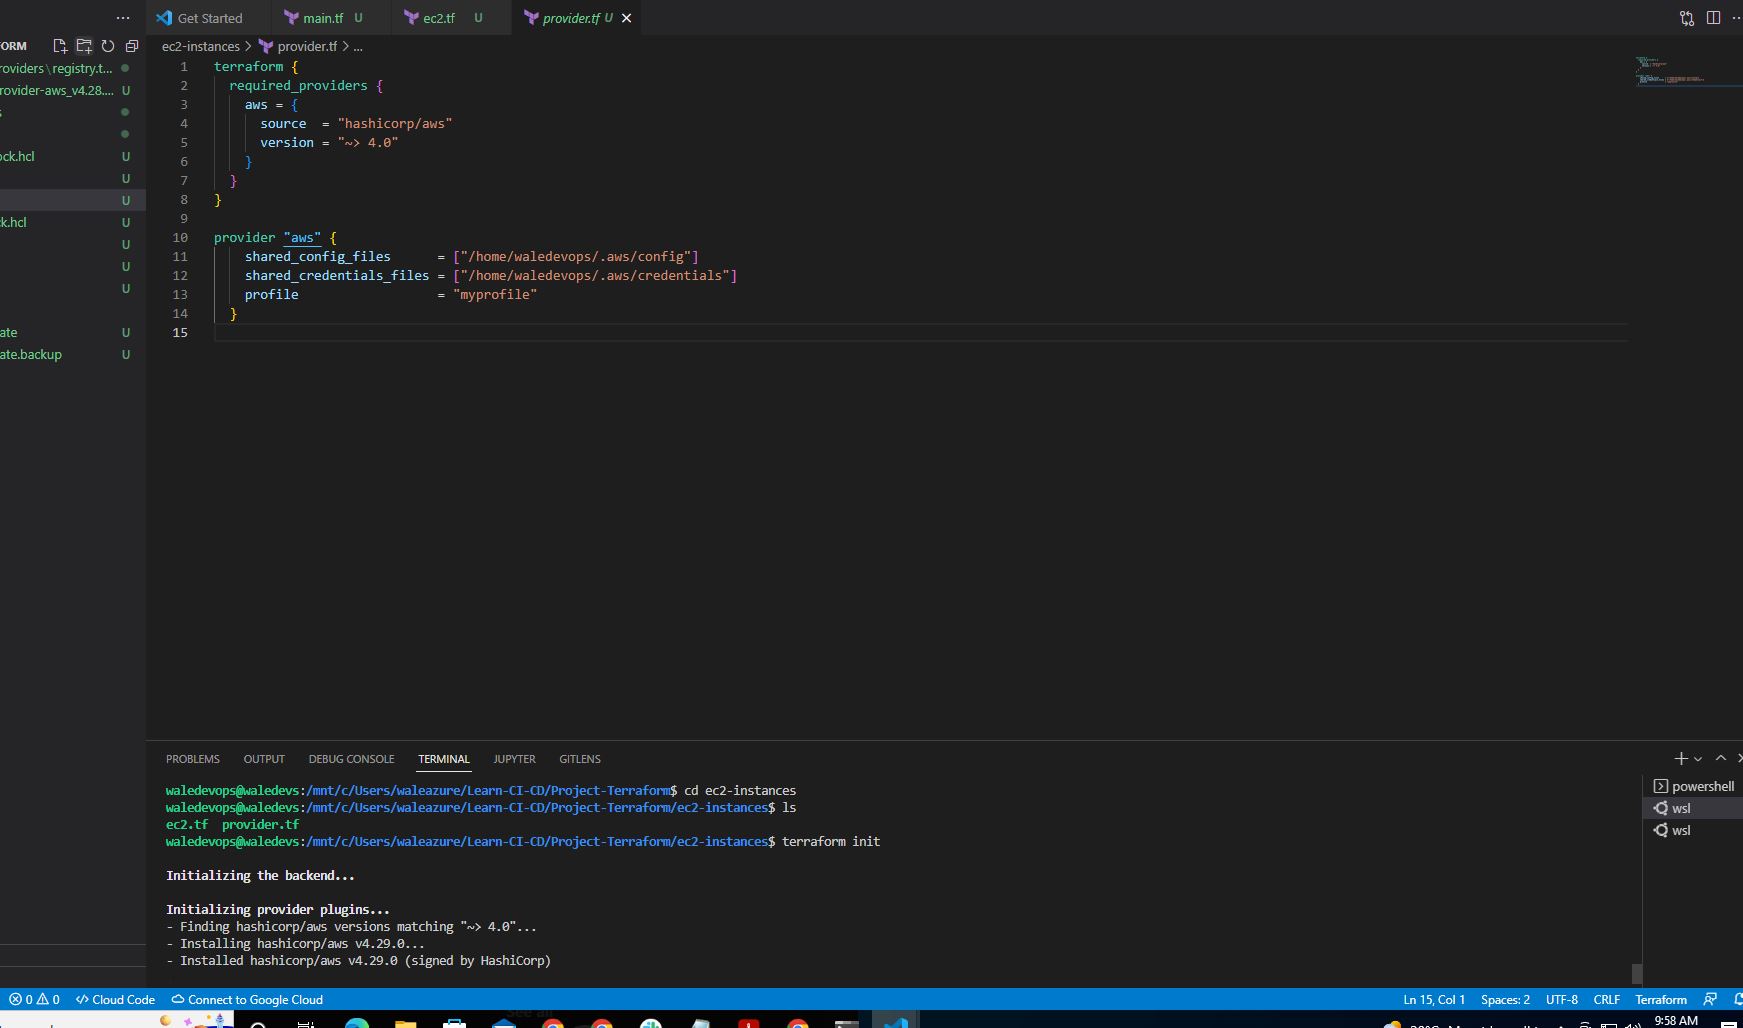 Get Started
main.tf U
ec2.tf U
provider.tf U
ORM
ec2-instances > provider.tf > ...
roviders\registry.t...
rovider-aws_v4.28.... U
ock.hcl U
U
U
k.hcl U
U
U
U
ate U
ate.backup U
1 terraform {
2 required_providers {
3 aws = {
4 source = "hashicorp/aws"
5 version = "~> 4.0"
6 }
7 }
8 }
9
10 provider "aws" {
11 shared_config_files = ["/home/waledevops/.aws/config"]
12 shared_credentials_files = ["/home/waledevops/.aws/credentials"]
13 profile = "myprofile"
14 }
15
PROBLEMS OUTPUT DEBUG CONSOLE TERMINAL JUPYTER GITLENS
waledevops@waledevs:/mnt/c/Users/waleazure/Learn-CI-CD/Project-Terraform$ cd ec2-instances
waledevops@waledevs:/mnt/c/Users/waleazure/Learn-CI-CD/Project-Terraform/ec2-instances$ ls
ec2.tf provider.tf
waledevops@waledevs:/mnt/c/Users/waleazure/Learn-CI-CD/Project-Terraform/ec2-instances$ terraform init
Initializing the backend...
Initializing provider plugins...
- Finding hashicorp/aws versions matching "~> 4.0"...
- Installing hashicorp/aws v4.29.0...
- Installed hashicorp/aws v4.29.0 (signed by HashiCorp)
powershell
wsl
wsl
0 0 Cloud Code Connect to Google Cloud
Ln 15, Col 1 Spaces: 2 UTF-8 CRLF Terraform
See all
9:58 AM